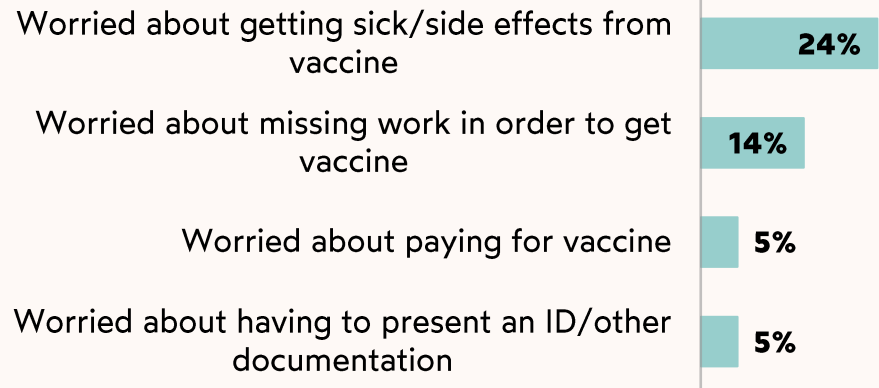 Worried about getting sick/side effects from
vaccine
24%
Worried about missing work in order to get
vaccine
14%
Worried about paying for vaccine
5%
Worried about having to present an ID/other
documentation
5%